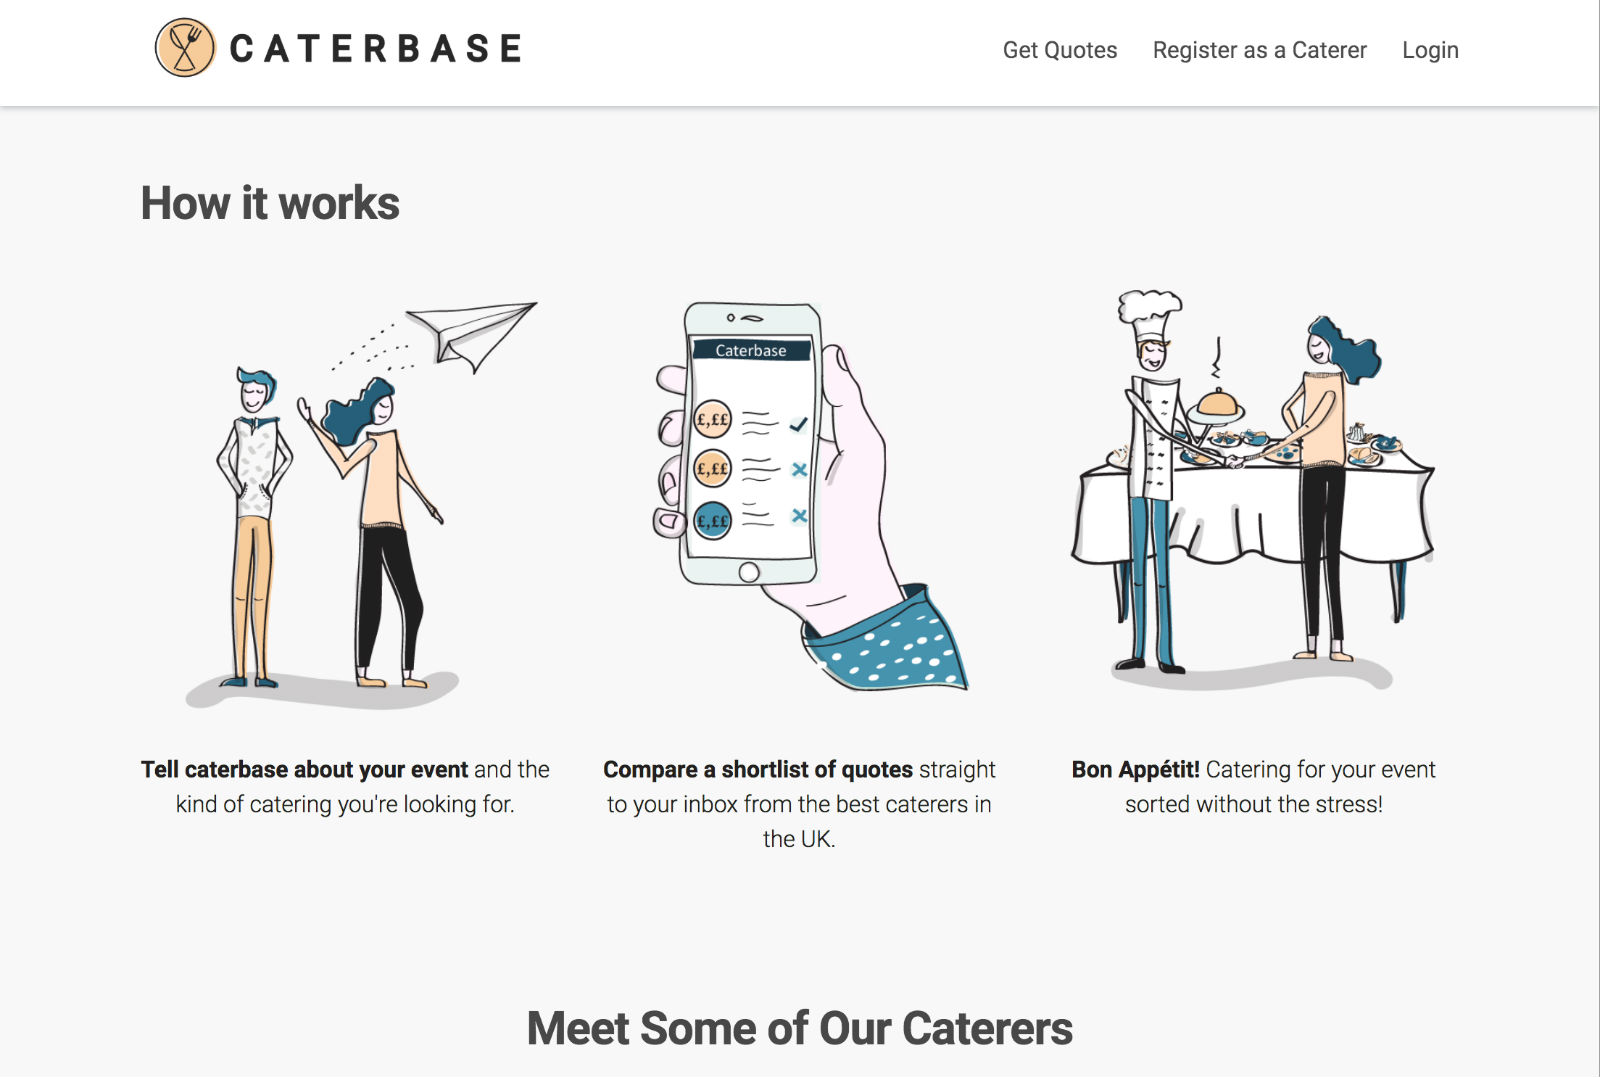 CATERBASE
Get Quotes
Register as a Caterer
Login
How it works
Caterbase
£,££
£,££
£,££
Tell caterbase about your event and the
kind of catering you're looking for.
Compare a shortlist of quotes straight
to your inbox from the best caterers in
the UK.
Bon Appétit! Catering for your event
sorted without the stress!
Meet Some of Our Caterers